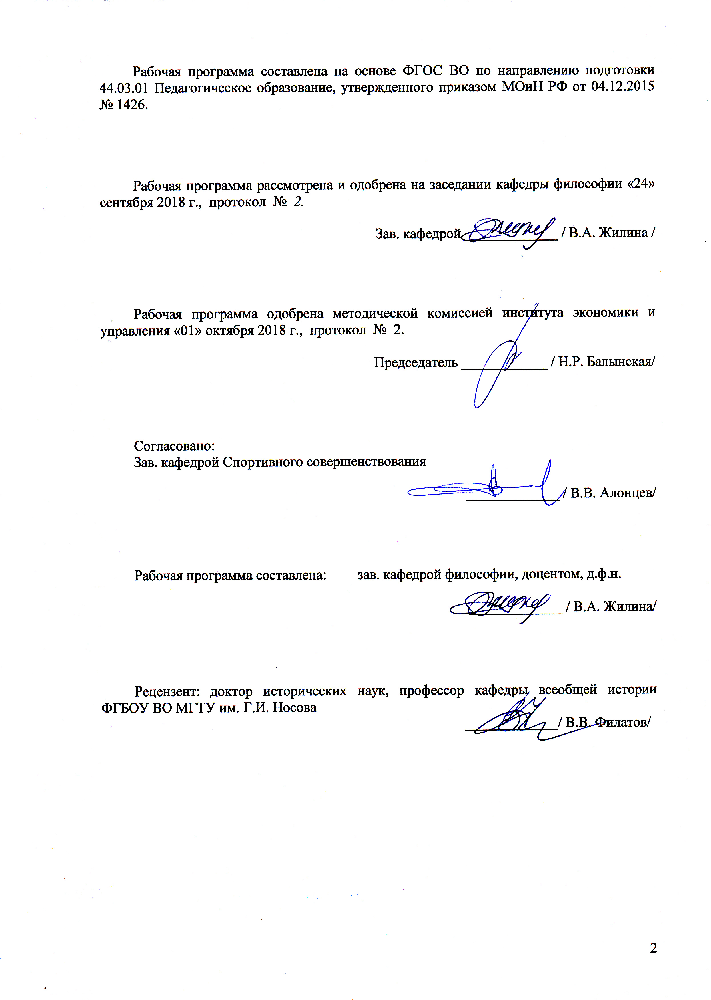 Рабочая программа составлена на основе ФГОС ВО по направлению подготовки
44.03.01 Педагогическое образование, утвержденного приказом МОиН РФ от 04.12.2015
№ 1426.
Рабочая программа рассмотрена и одобрена на заседании кафедры философии «24»
сентября 2018 г., протокол № 2.
Зав. кафедрой / В.А. Жилина /
Рабочая программа одобрена методической комиссией института экономики и
управления «01» октября 2018 г., протокол № 2.
Председатель / Н.Р. Балынская/
Согласовано:
Зав. кафедрой Спортивного совершенствования
/ В.В. Алонцев/
Рабочая программа составлена: зав. кафедрой философии, доцентом, д.ф.н.
/ В.А. Жилина/
Рецензент: доктор исторических наук, профессор кафедры всеобщей истории
ФГБОУ ВО МГТУ им. Г.И. Носова
/ В.В. Филатов/
2